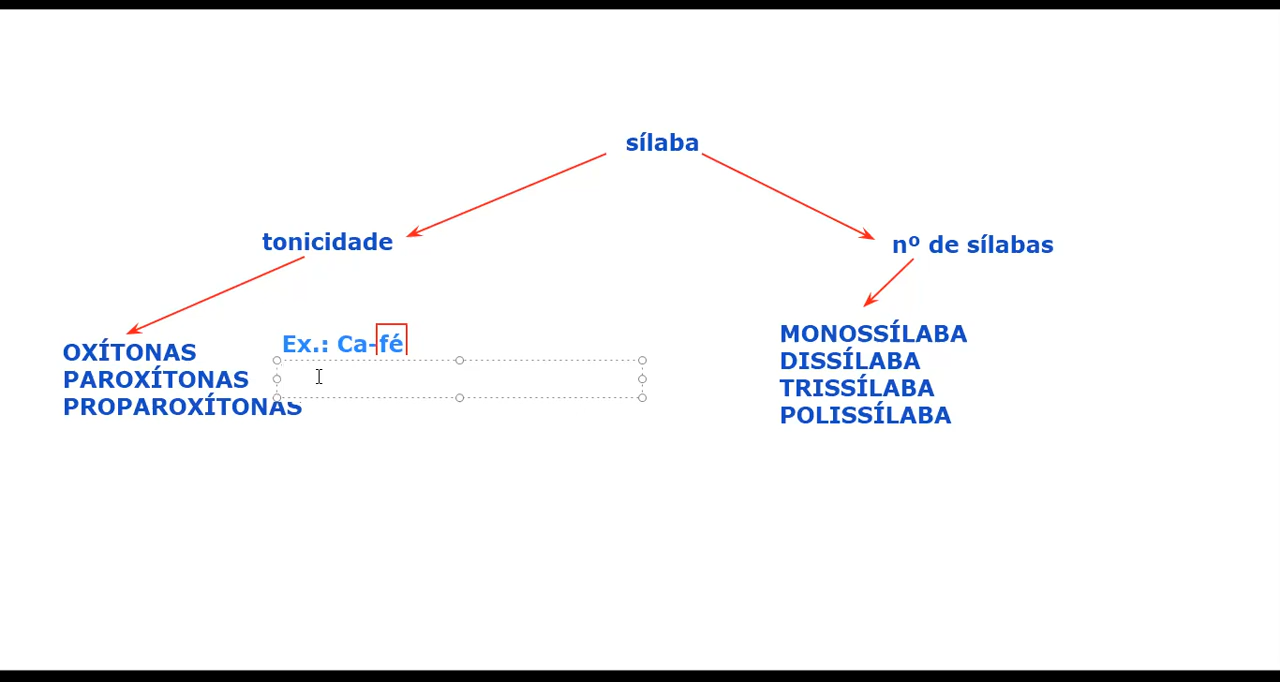 sílaba
tonicidade
nº de sílabas
OXÍTONAS
PAROXÍTONAS
PROPAROXÍTONAS
Ex.: Ca-fé
MONOSSÍLABA
DISSÍLABA
TRISSÍLABA
POLISSÍLABA